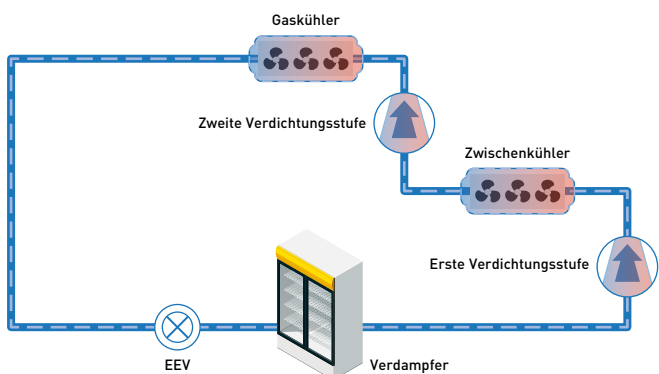 Gaskühler
Zweite Verdichtungsstufe
Zwischenkühler
Erste Verdichtungsstufe
EEV
Verdampfer